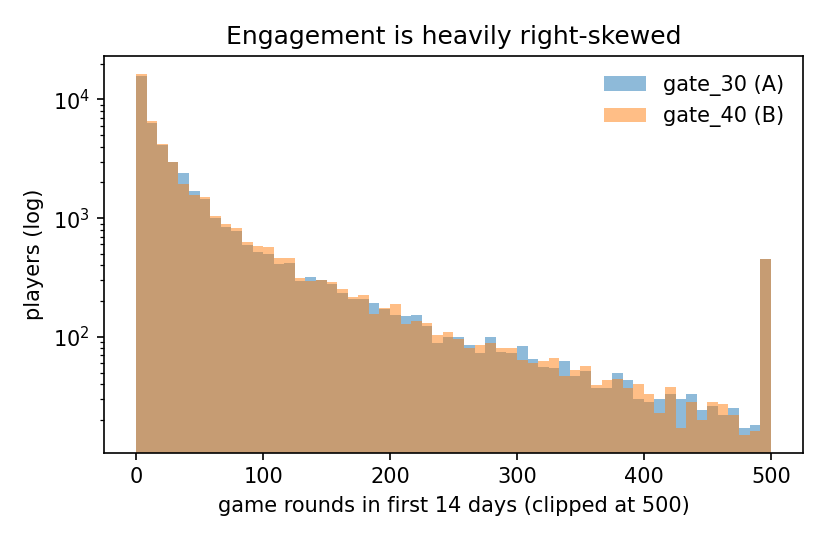 Engagement is heavily right-skewed
gate_30 (A)
gate_40 (B)
players (log)
10^4
10^3
10^2
0 100 200 300 400 500
game rounds in first 14 days (clipped at 500)